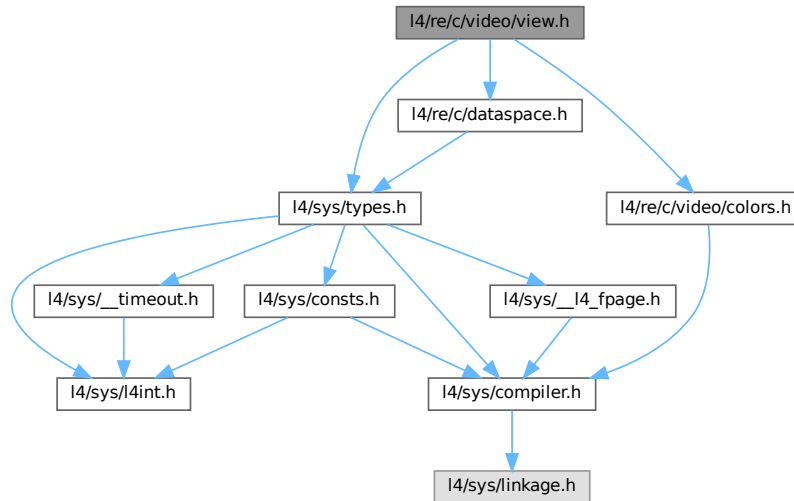 l4/re/c/video/view.h
l4/re/c/dataspace.h
l4/sys/types.h
l4/re/c/video/colors.h
l4/sys/__timeout.h
l4/sys/consts.h
l4/sys/__l4_fpage.h
l4/sys/l4int.h
l4/sys/compiler.h
l4/sys/linkage.h